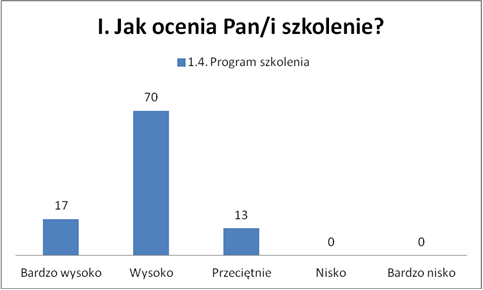 I. Jak ocenia Pan/i szkolenie?
1.4. Program szkolenia
17
70
13
0
0
Bardzo wysoko
Wysoko
Przeciętnie
Nisko
Bardzo nisko